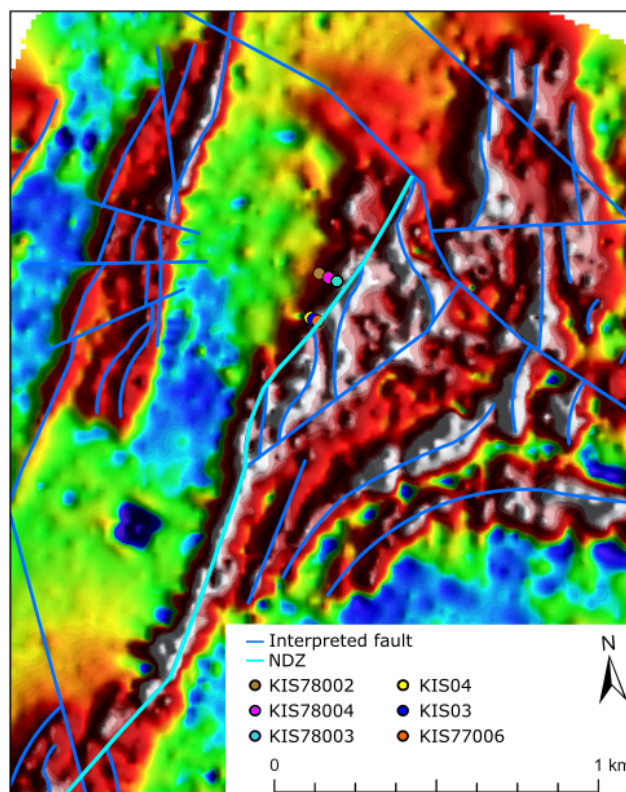 Interpreted fault
NDZ
KIS78002
KIS04
KIS78004
KIS03
KIS78003
KIS77006
N
0
1 km